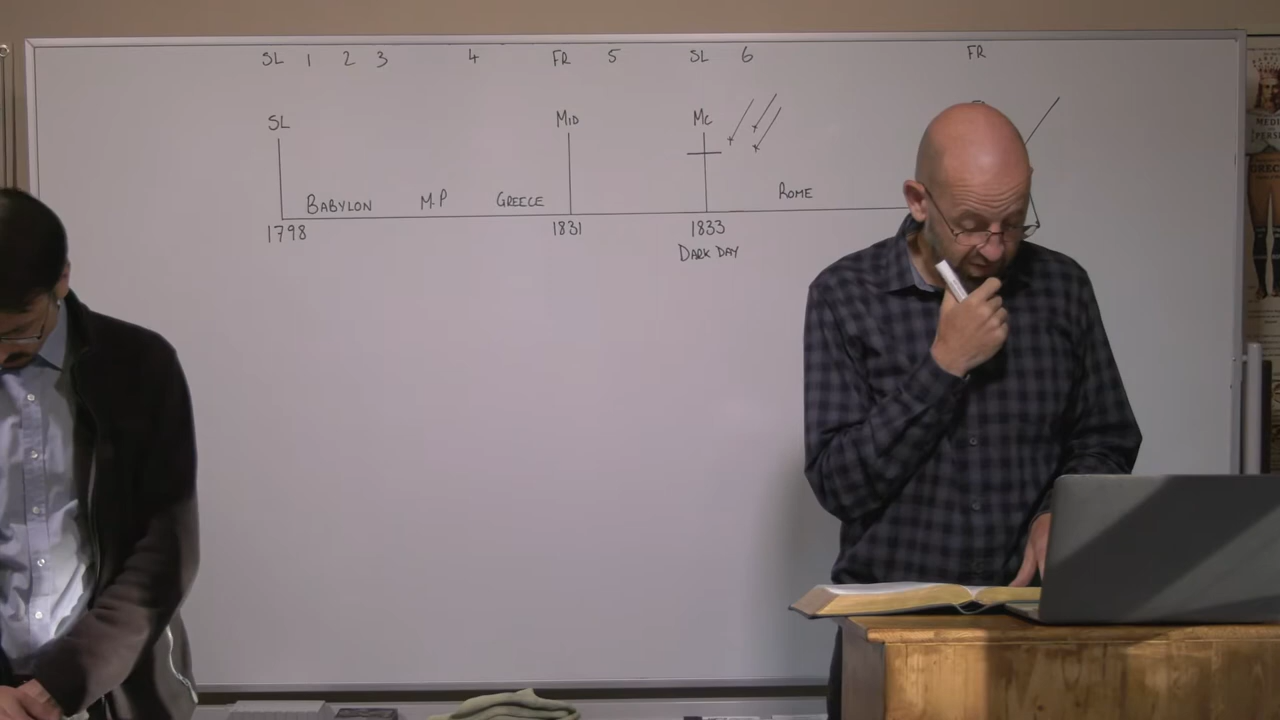 SL 1 2 3 4 FR 5 SL 6 FR
SL MID MC
BABYLON M.P GREECE ROME
1798 1831 1833
DARK DAY